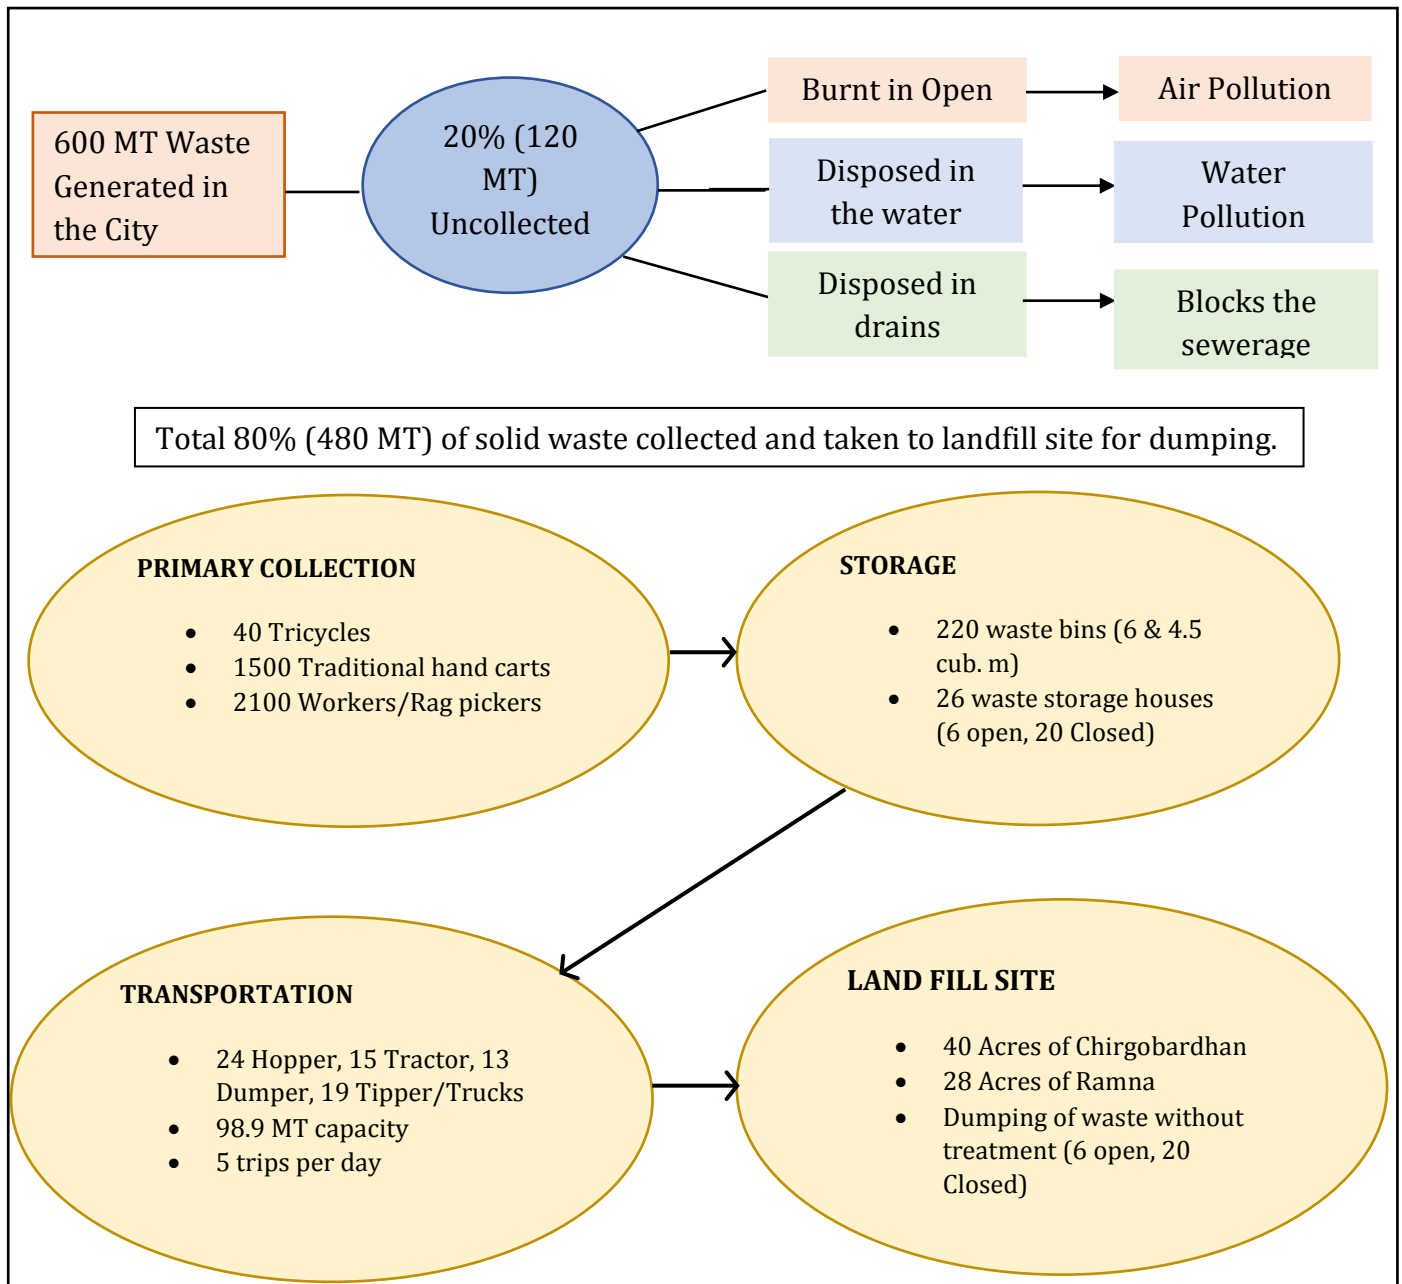 600 MT Waste
Generated in
the City
20% (120
MT)
Uncollected
Burnt in Open
Air Pollution
Disposed in
the water
Water
Pollution
Disposed in
drains
Blocks the
sewerage
Total 80% (480 MT) of solid waste collected and taken to landfill site for dumping.
PRIMARY COLLECTION
• 40 Tricycles
• 1500 Traditional hand carts
• 2100 Workers/Rag pickers
STORAGE
• 220 waste bins (6 & 4.5
cub. m)
• 26 waste storage houses
(6 open, 20 Closed)
TRANSPORTATION
• 24 Hopper, 15 Tractor, 13
Dumper, 19 Tipper/Trucks
• 98.9 MT capacity
• 5 trips per day
LAND FILL SITE
• 40 Acres of Chirgobardhan
• 28 Acres of Ramna
• Dumping of waste without
treatment (6 open, 20
Closed)